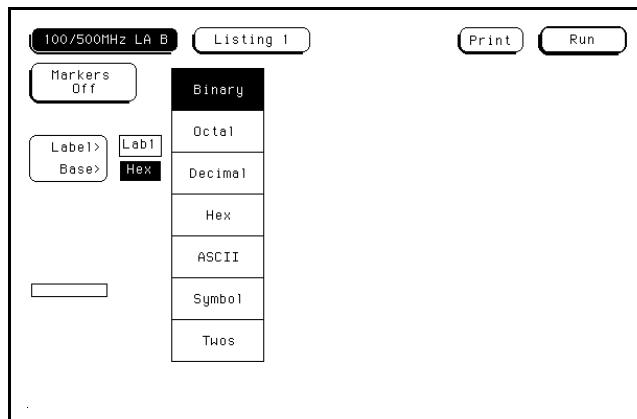 100/500MHz LA B Listing 1 Print Run
Markers
Off
Binary
Octal
Label> Lab1
Base> Hex
Decimal
Hex
ASCII
Symbol
Twos